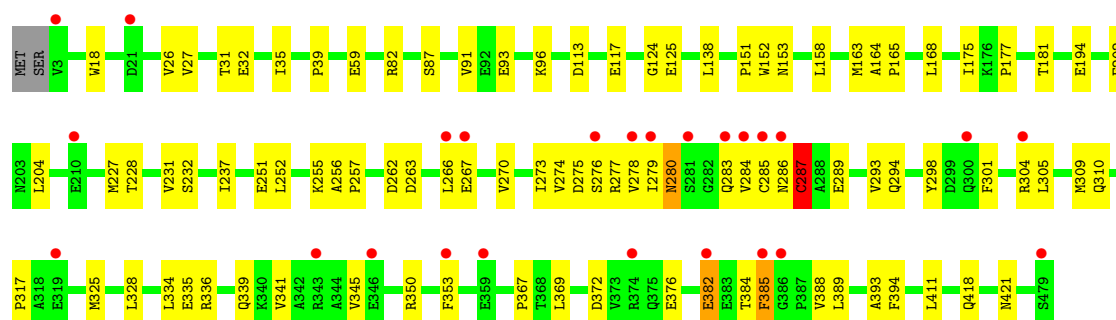 MET SER V3 W18 D21 V26 V27 T31 E32 I35 P39 E59 R82 S87 V91 E92 E93 K96 D113 E117 G124 E125 L138 P151 W152 N153 L158 M163 A164 P165 L168 I175 K176 P177 T181 E194
N203 L204 E210 M227 T228 V231 S232 I237 E251 L252 K255 A256 P257 D262 D263 L266 E267 V270 I273 V274 D275 S276 R277 V278 I279 N280 S281 G282 Q283 V284 C285 N286 C287 A288 E289 V293 Q294 Y298 D299 Q300 F301 R304 L305 M309 Q310
P317 A318 E319 M325 L328 L334 E335 R336 Q339 K340 V341 A342 R343 A344 V345 E346 R350 F353 E359 P367 T368 L369 D372 V373 R374 Q375 E376 E382 E383 T384 F385 G386 P387 V388 L389 A393 F394 L411 Q418 N421 S479